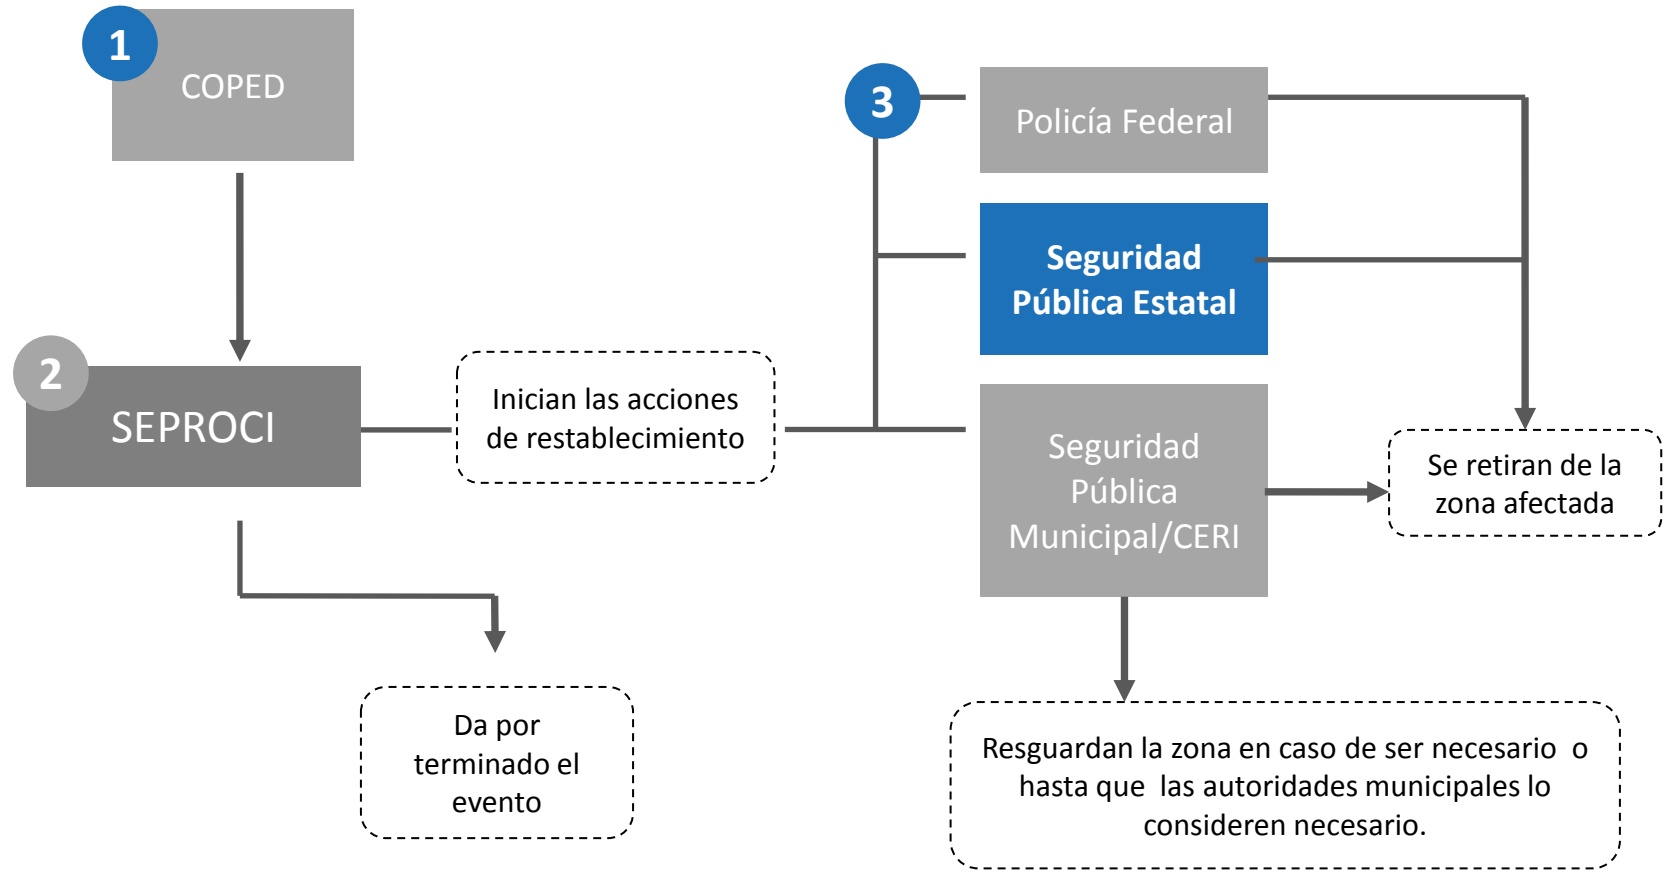 1
COPED
2
SEPROCI
Inician las acciones
de restablecimiento
Da por
terminado el
evento
3
Policía Federal
Seguridad
Pública Estatal
Seguridad
Pública
Municipal/CERI
Se retiran de la
zona afectada
Resguardan la zona en caso de ser necesario o
hasta que las autoridades municipales lo
consideren necesario.